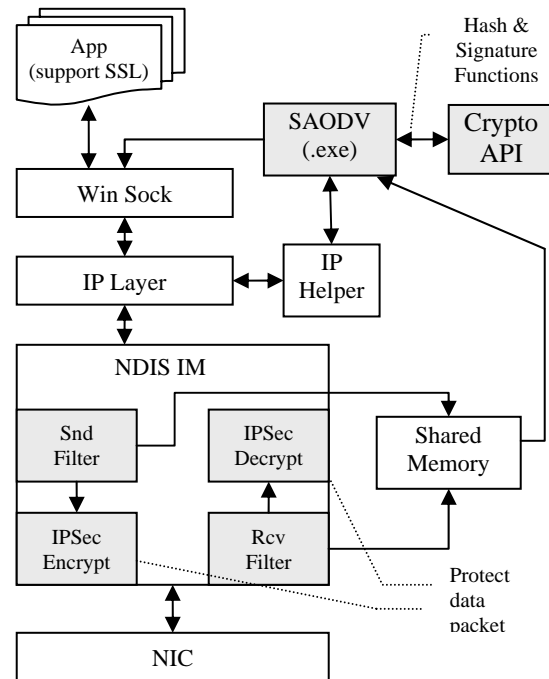 App
(support SSL)
Hash &
Signature
Functions
SAODV
(.exe)
Crypto
API
Win Sock
IP Layer
IP
Helper
NDIS IM
Snd
Filter
IPSec
Decrypt
Shared
Memory
IPSec
Encrypt
Rcv
Filter
Protect
data
packet
NIC